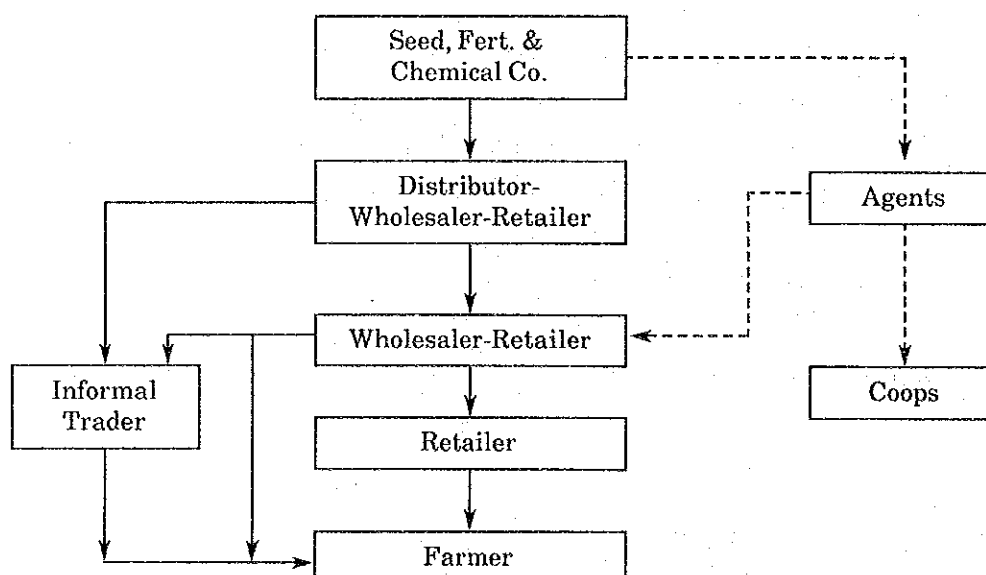 Seed, Fert. &
Chemical Co.
Distributor-
Wholesaler-Retailer
Agents
Wholesaler-Retailer
Informal
Trader
Coops
Retailer
Farmer